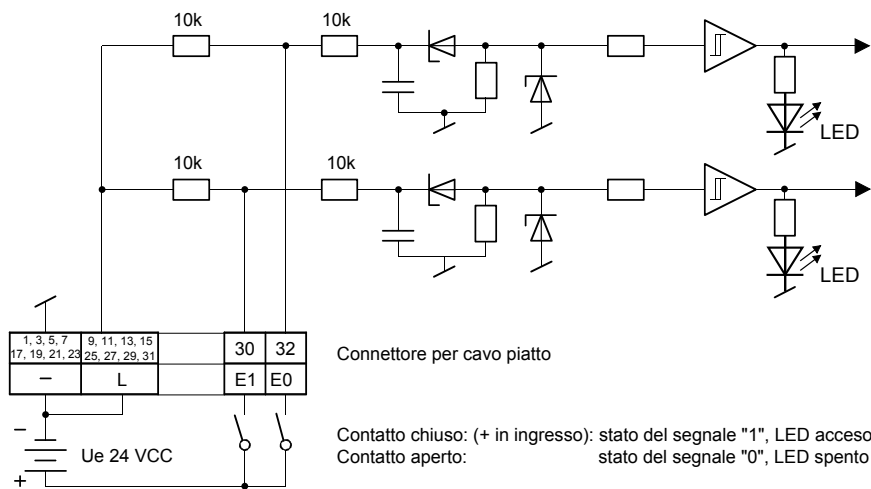 10k
10k
LED
10k
10k
LED
1, 3, 5, 7
17, 19, 21, 23
9, 11, 13, 15
25, 27, 29, 31
30
32
Connettore per cavo piatto
–
L
E1
E0
–
Ue 24 VCC
+
Contatto chiuso: (+ in ingresso): stato del segnale "1", LED acceso
Contatto aperto: stato del segnale "0", LED spento